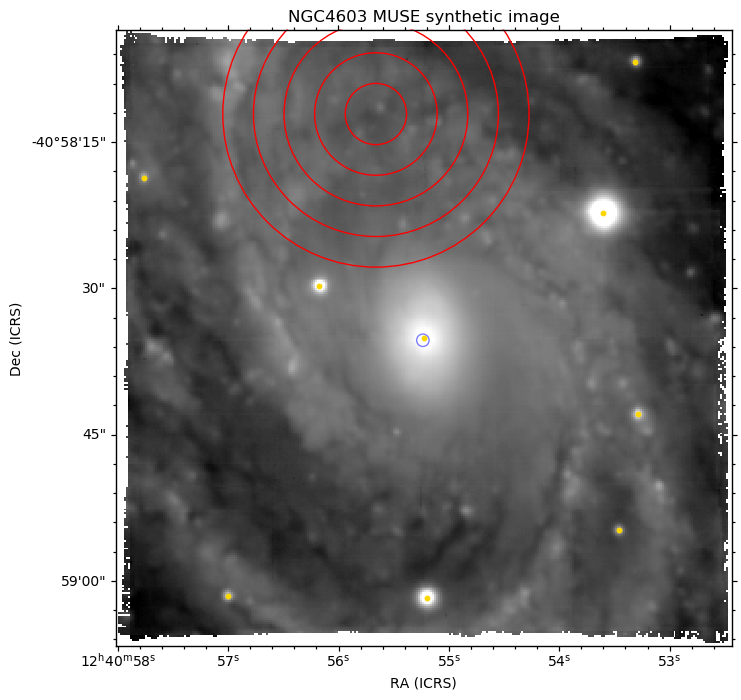 NGC4603 MUSE synthetic image
-40°58'15"
30"
45"
59'00"
Dec (ICRS)
12ʰ40ᵐ58ˢ 57ˢ 56ˢ 55ˢ 54ˢ 53ˢ
RA (ICRS)